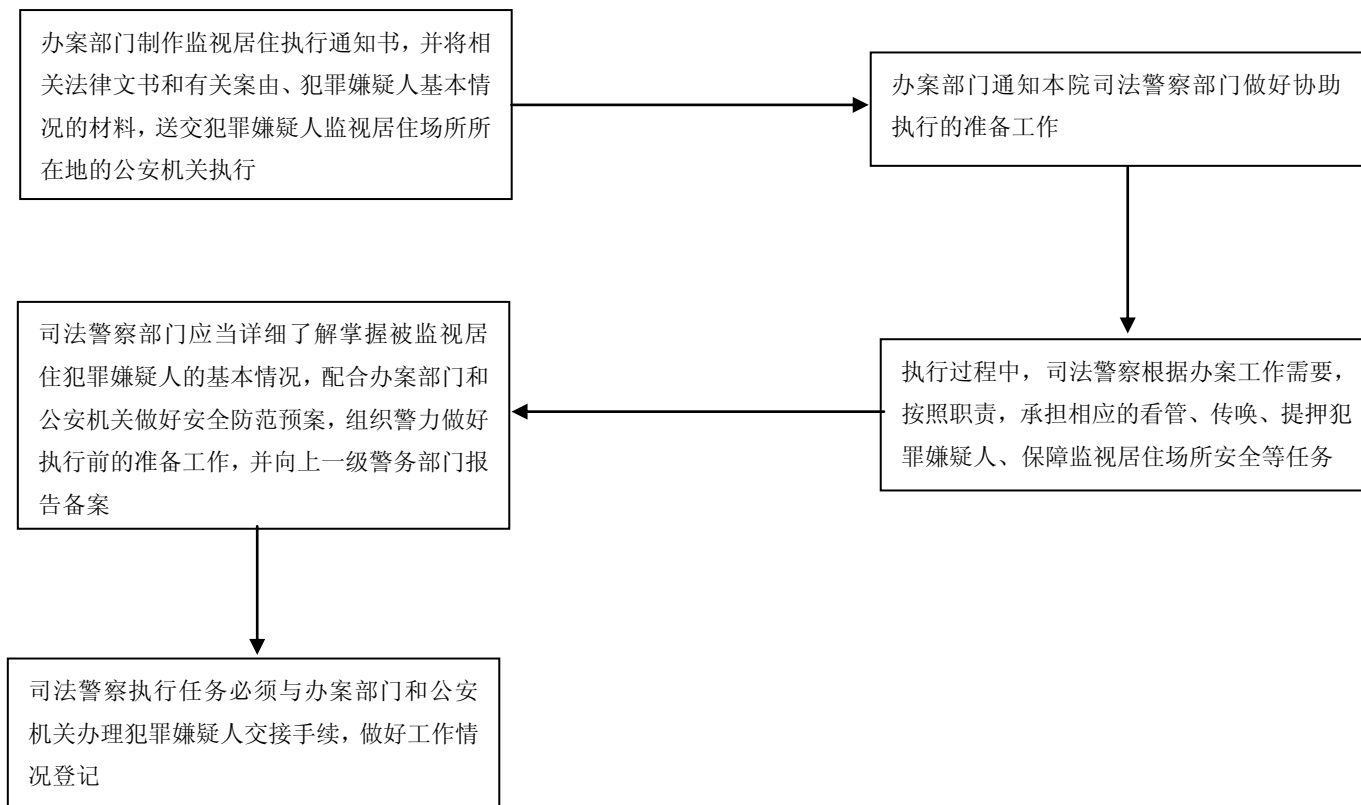 办案部门制作监视居住执行通知书，并将相
关法律文书和有关案由、犯罪嫌疑人基本情
况的材料，送交犯罪嫌疑人监视居住场所所
在地的公安机关执行
办案部门通知本院司法警察部门做好协助
执行的准备工作
执行过程中，司法警察根据办案工作需要，
按照职责，承担相应的看管、传唤、提押犯
罪嫌疑人、保障监视居住场所安全等任务
司法警察部门应当详细了解掌握被监视居
住犯罪嫌疑人的基本情况，配合办案部门和
公安机关做好安全防范预案，组织警力做好
执行前的准备工作，并向上一级警务部门报
告备案
司法警察执行任务必须与办案部门和公安
机关办理犯罪嫌疑人交接手续，做好工作情
况登记